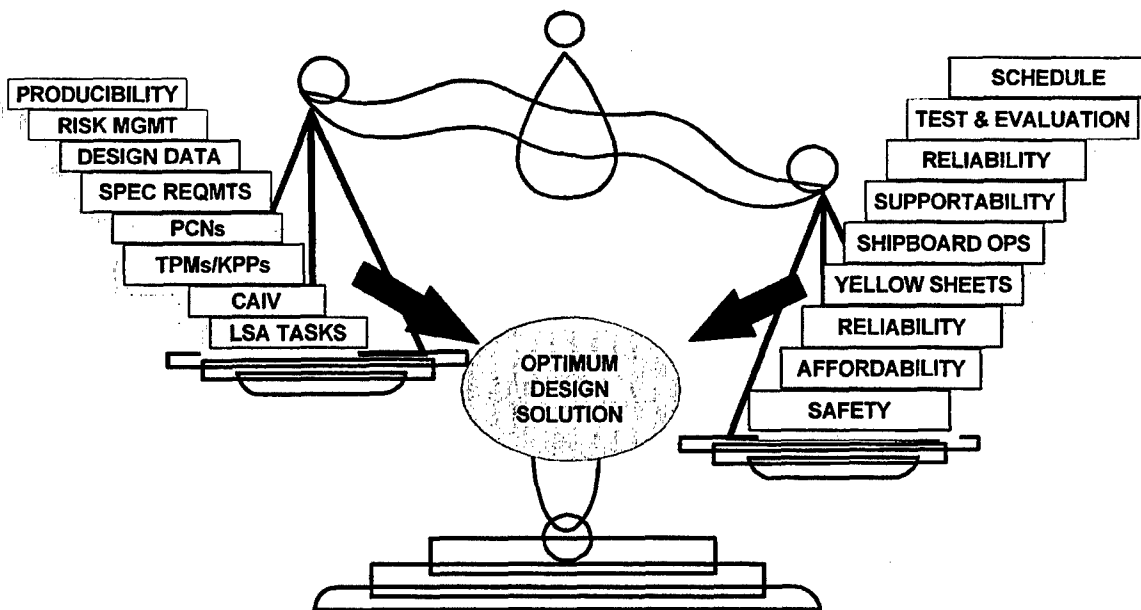 PRODUCIBILITY
RISK MGMT
DESIGN DATA
SPEC REQMTS
PCNs
TPMs/KPPs
CAIV
LSA TASKS
OPTIMUM
DESIGN
SOLUTION
SCHEDULE
TEST & EVALUATION
RELIABILITY
SUPPORTABILITY
SHIPBOARD OPS
YELLOW SHEETS
RELIABILITY
AFFORDABILITY
SAFETY